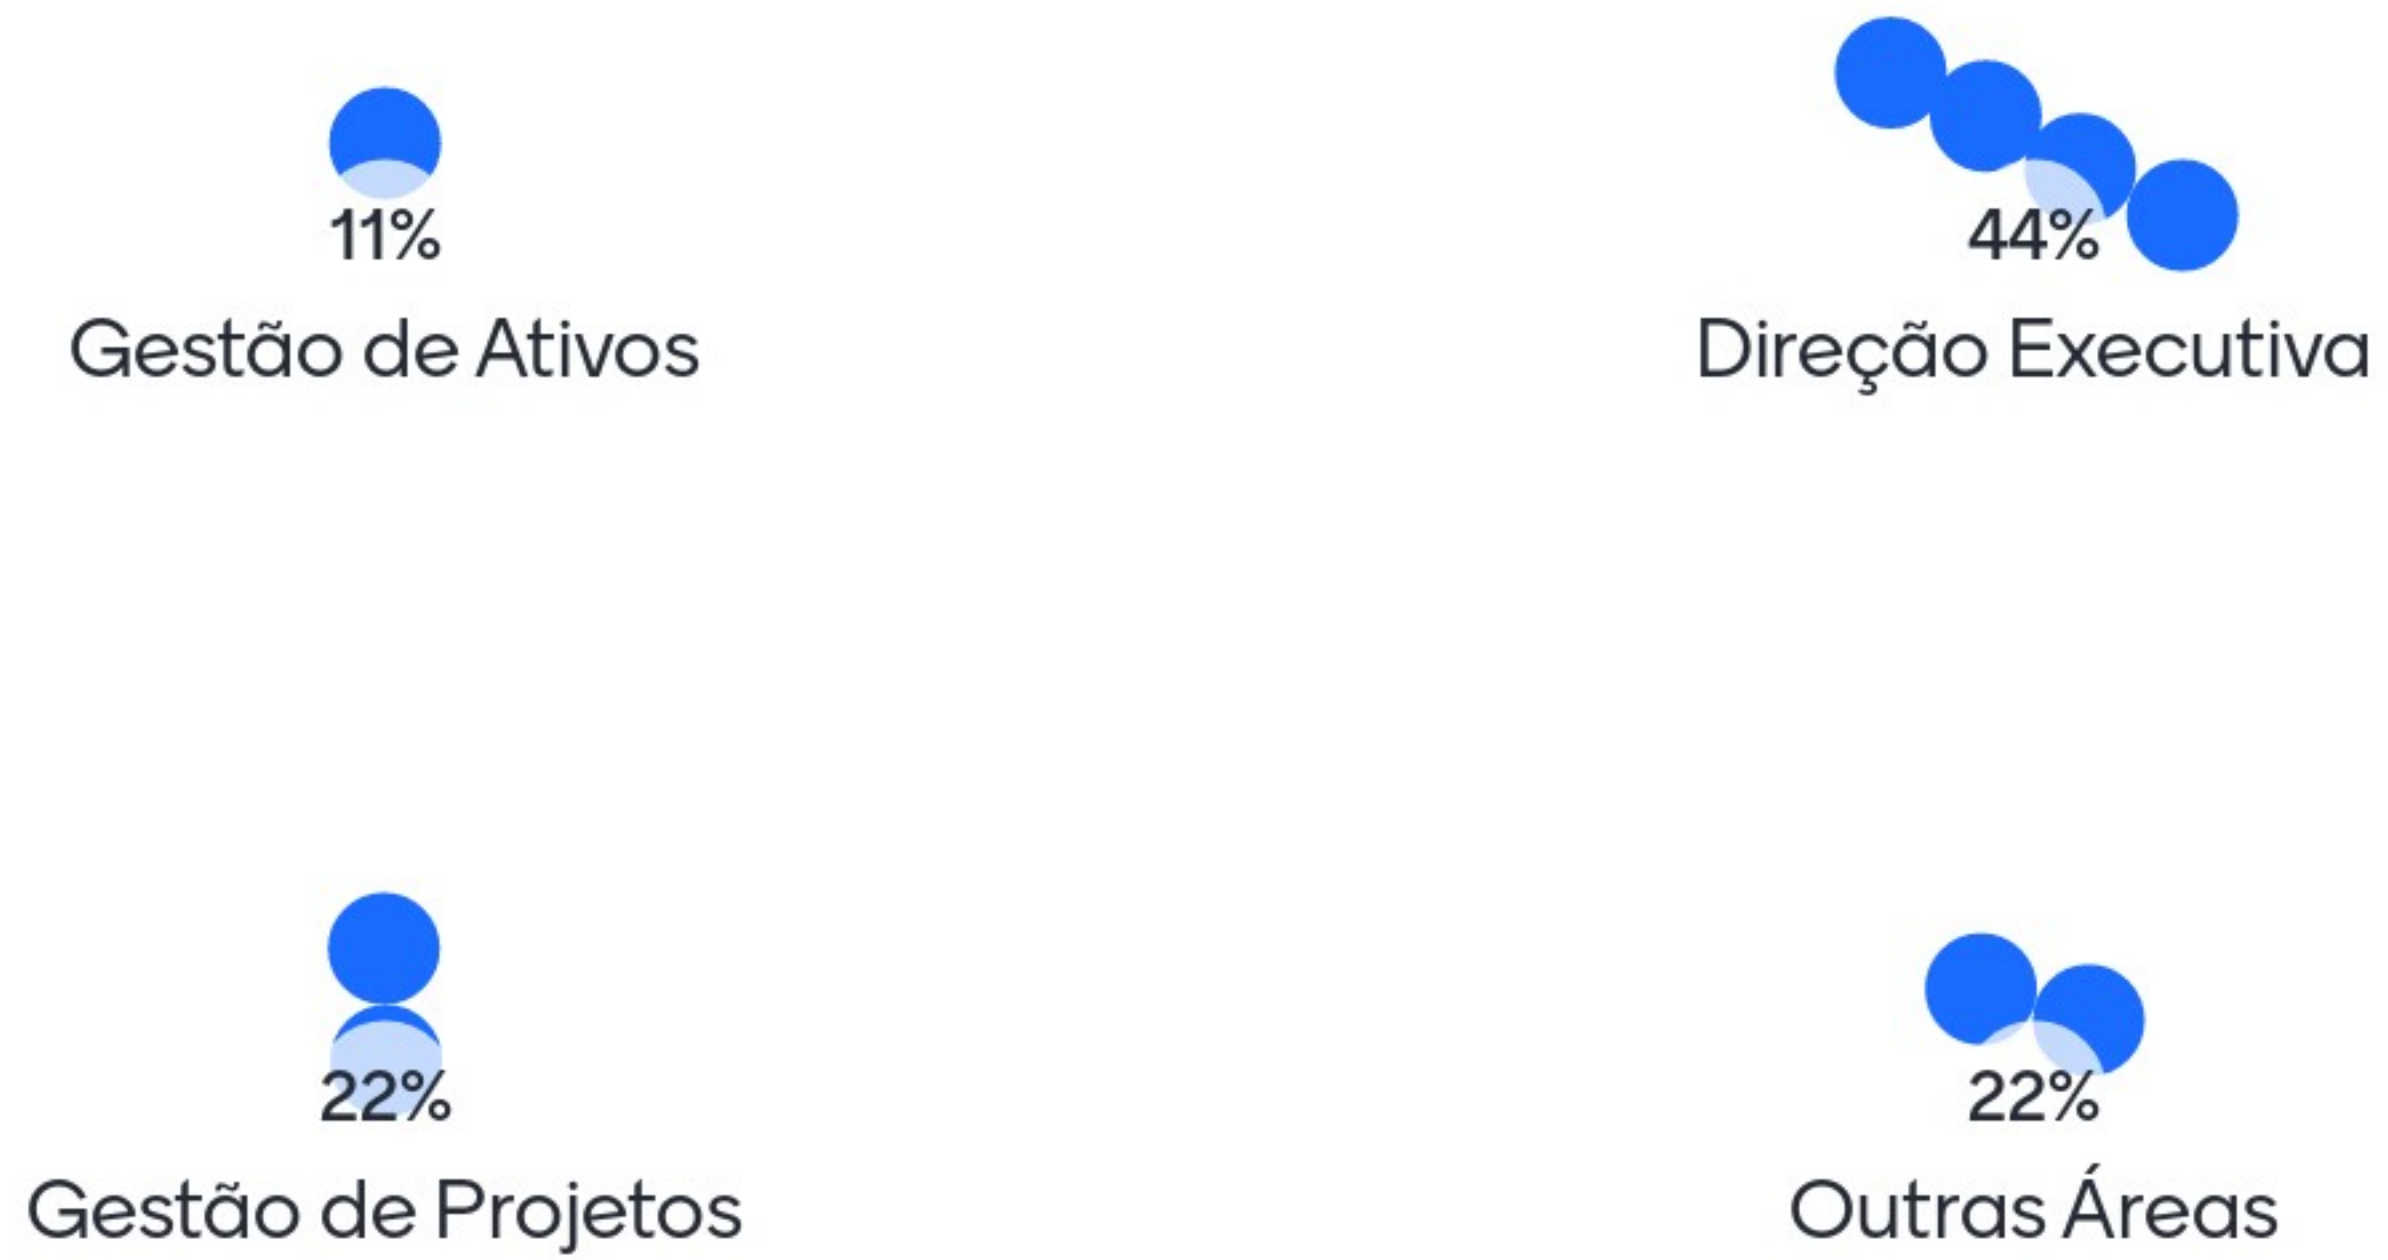 11%
Gestão de Ativos
44%
Direção Executiva
22%
Gestão de Projetos
22%
Outras Áreas